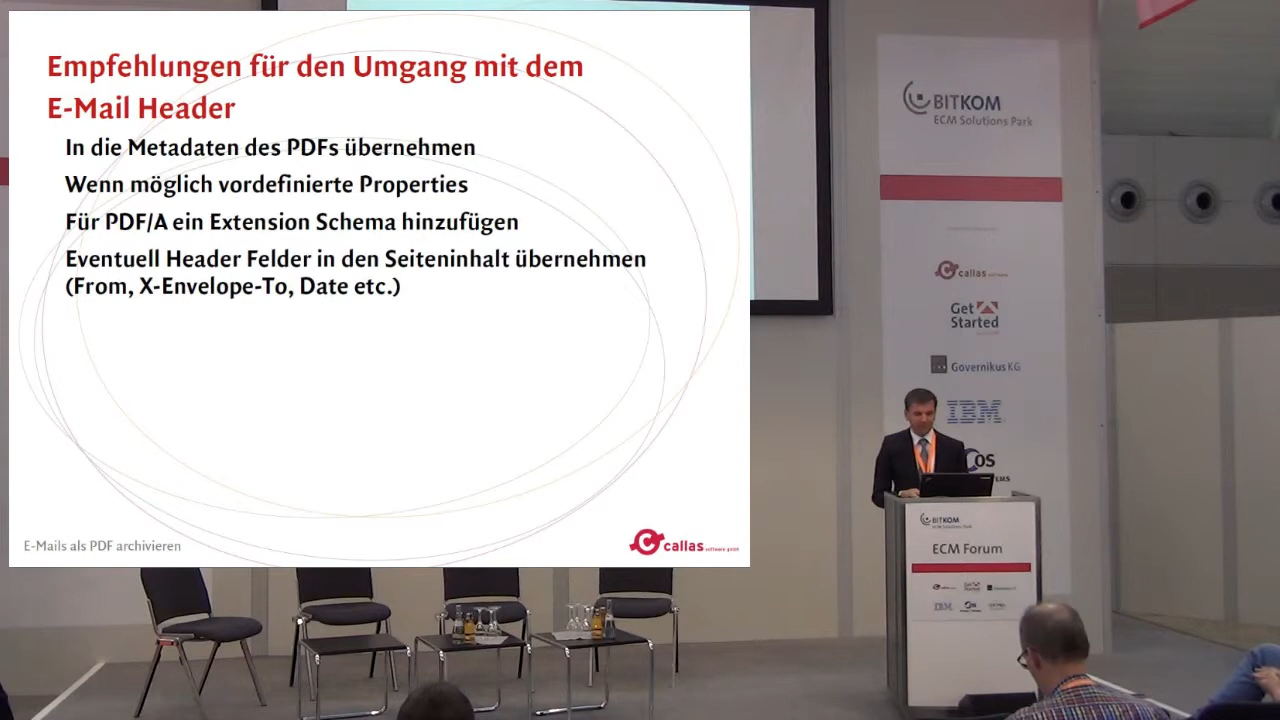 Empfehlungen für den Umgang mit dem
E-Mail Header
In die Metadaten des PDFs übernehmen
Wenn möglich vordefinierte Properties
Für PDF/A ein Extension Schema hinzufügen
Eventuell Header Felder in den Seiteninhalt übernehmen
(From, X-Envelope-To, Date etc.)
E-Mails als PDF archivieren
callas
BITKOM
ECM Solutions Park
callas
Get
Started
Governikus KG
IBM
OS
BITKOM
ECM Solutions Park
ECM Forum
IBM